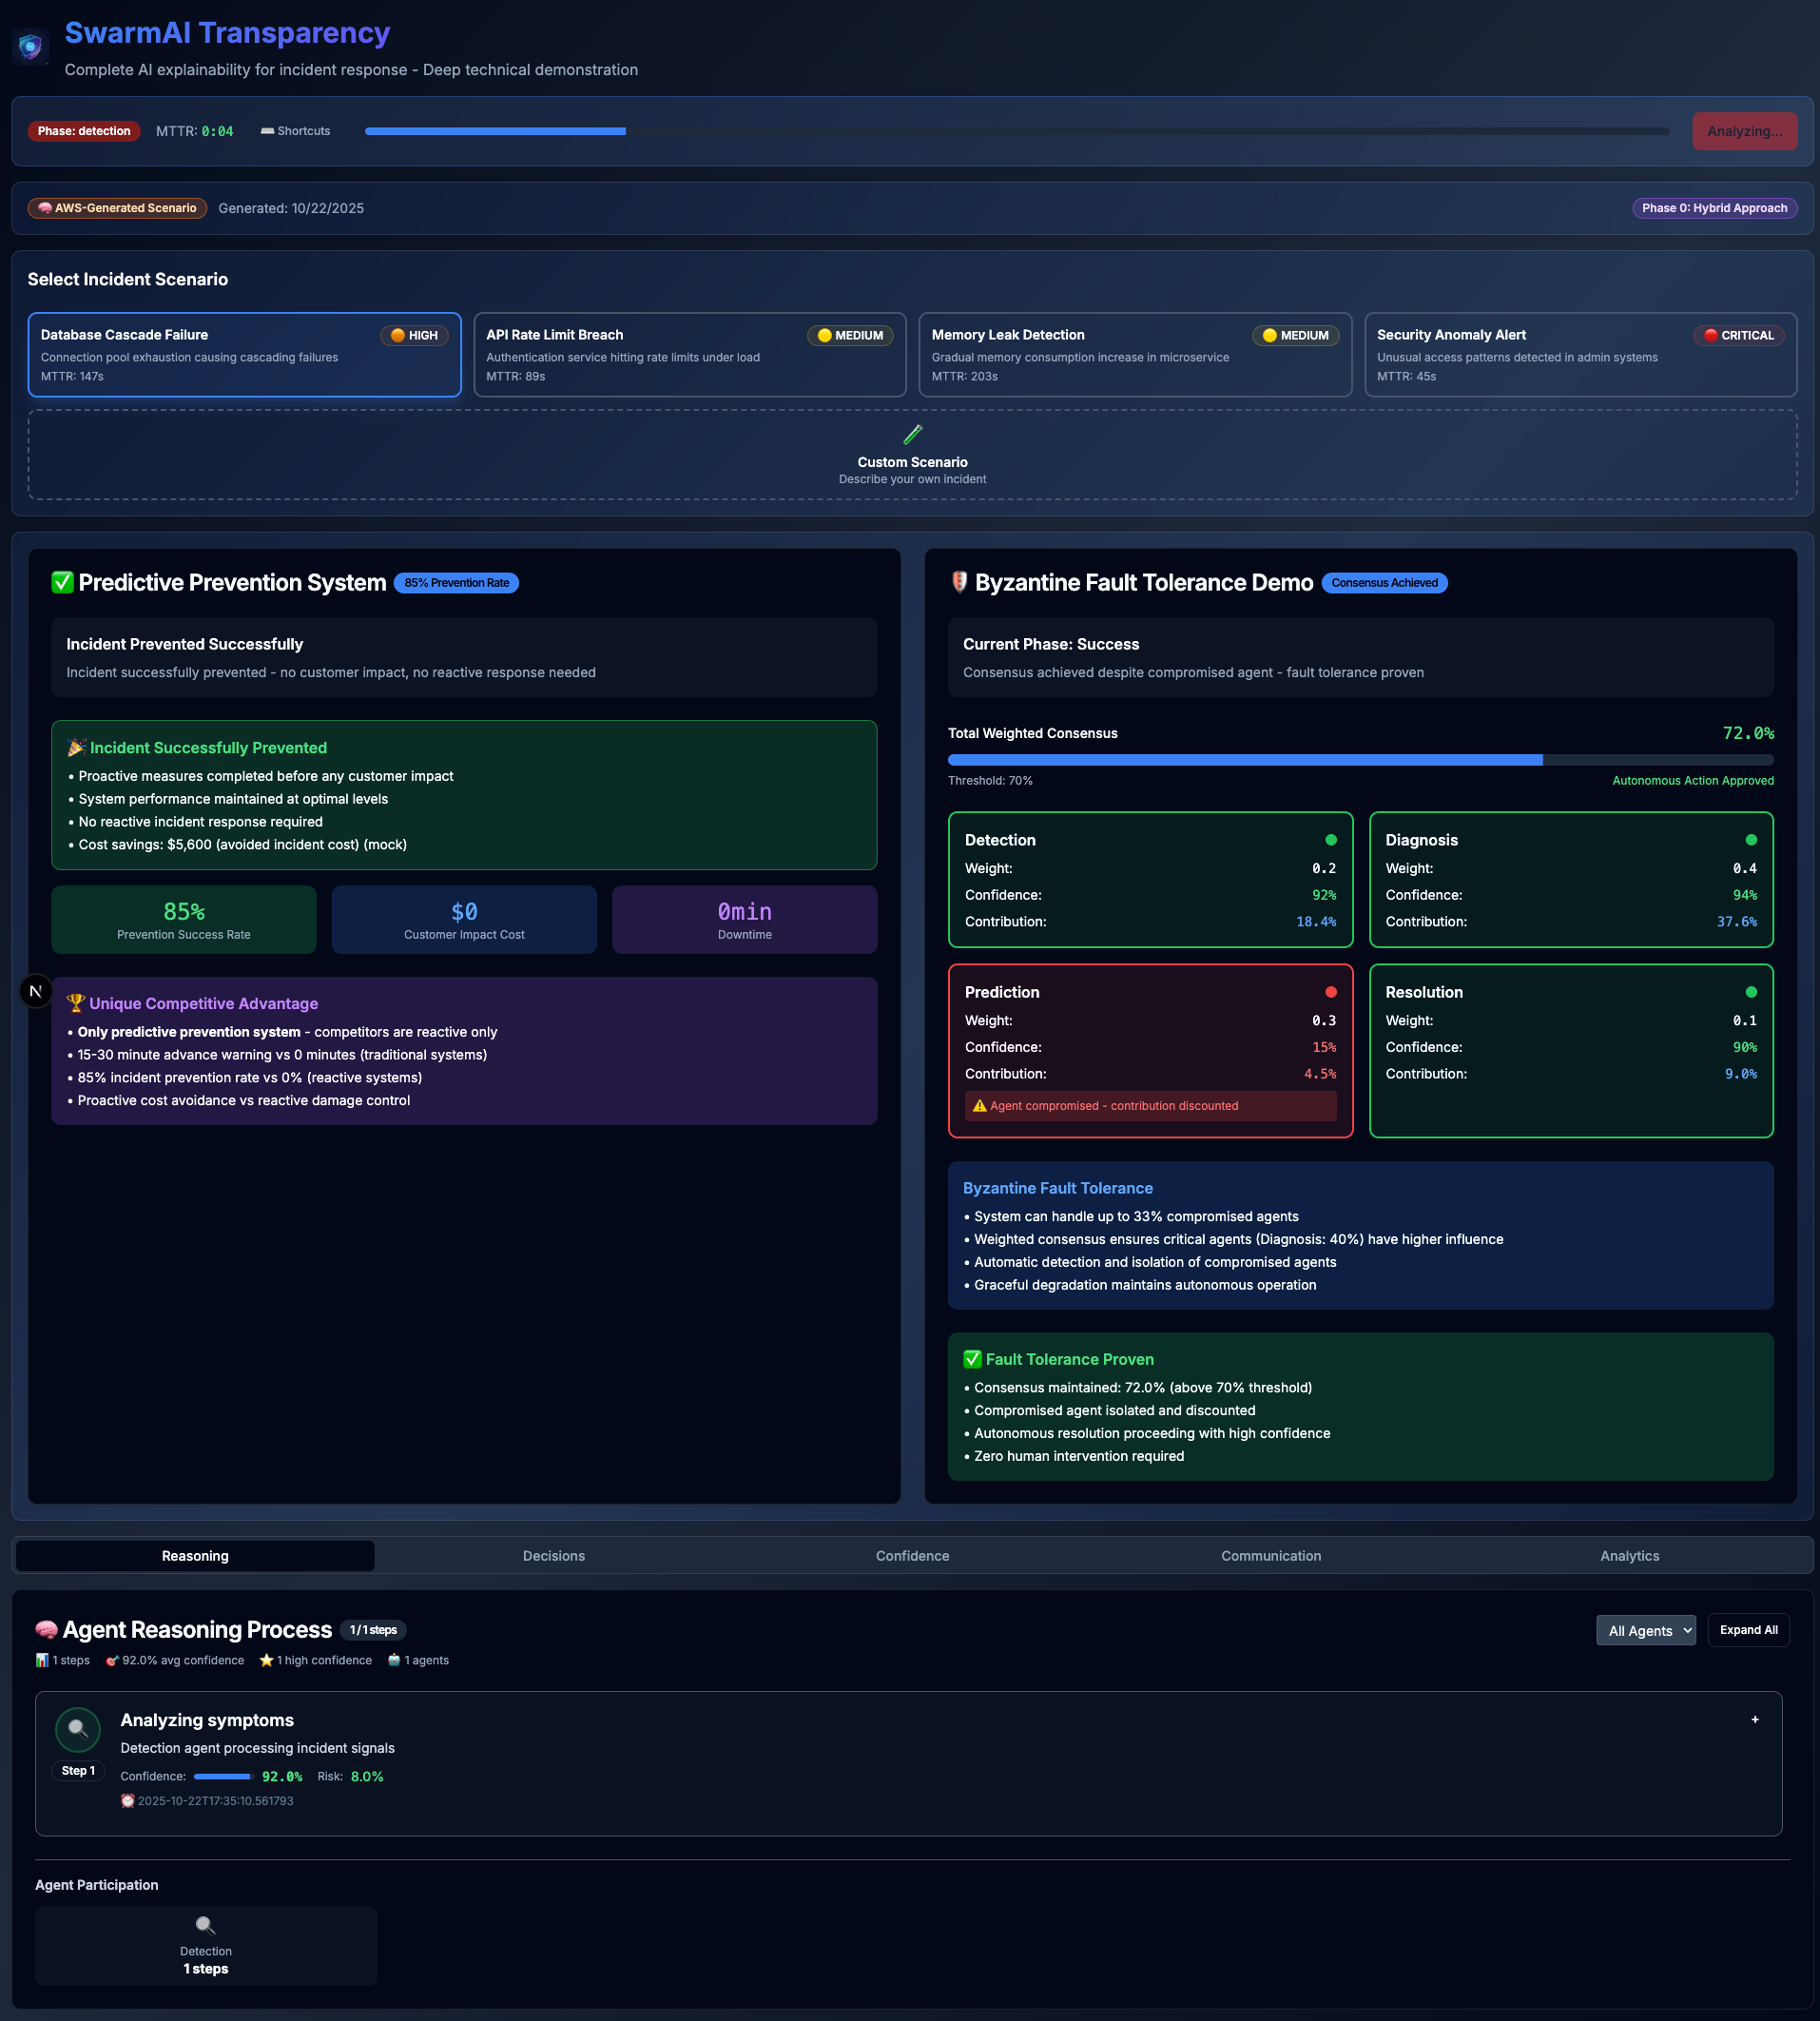 SwarmAI Transparency
Complete AI explainability for incident response - Deep technical demonstration
Phase: detection MTTR: 0:04 Shortcuts Analyzing...
AWS-Generated Scenario Generated: 10/22/2025 Phase 0: Hybrid Approach
Select Incident Scenario
Database Cascade Failure HIGH
Connection pool exhaustion causing cascading failures
MTTR: 147s
API Rate Limit Breach MEDIUM
Authentication service hitting rate limits under load
MTTR: 89s
Memory Leak Detection MEDIUM
Gradual memory consumption increase in microservice
MTTR: 203s
Security Anomaly Alert CRITICAL
Unusual access patterns detected in admin systems
MTTR: 45s
Custom Scenario
Describe your own incident
Predictive Prevention System 85% Prevention Rate
Incident Prevented Successfully
Incident successfully prevented - no customer impact, no reactive response needed
Incident Successfully Prevented
• Proactive measures completed before any customer impact
• System performance maintained at optimal levels
• No reactive incident response required
• Cost savings: $5,600 (avoided incident cost) (mock)
85%
Prevention Success Rate
$0
Customer Impact Cost
0min
Downtime
N
Unique Competitive Advantage
• Only predictive prevention system - competitors are reactive only
• 15-30 minute advance warning vs 0 minutes (traditional systems)
• 85% incident prevention rate vs 0% (reactive systems)
• Proactive cost avoidance vs reactive damage control
Byzantine Fault Tolerance Demo Consensus Achieved
Current Phase: Success
Consensus achieved despite compromised agent - fault tolerance proven
Total Weighted Consensus 72.0%
Threshold: 70% Autonomous Action Approved
Detection
Weight: 0.2
Confidence: 92%
Contribution: 18.4%
Diagnosis
Weight: 0.4
Confidence: 94%
Contribution: 37.6%
Prediction
Weight: 0.3
Confidence: 15%
Contribution: 4.5%
Agent compromised - contribution discounted
Resolution
Weight: 0.1
Confidence: 90%
Contribution: 9.0%
Byzantine Fault Tolerance
• System can handle up to 33% compromised agents
• Weighted consensus ensures critical agents (Diagnosis: 40%) have higher influence
• Automatic detection and isolation of compromised agents
• Graceful degradation maintains autonomous operation
Fault Tolerance Proven
• Consensus maintained: 72.0% (above 70% threshold)
• Compromised agent isolated and discounted
• Autonomous resolution proceeding with high confidence
• Zero human intervention required
Reasoning Decisions Confidence Communication Analytics
Agent Reasoning Process 1 / 1 steps All Agents Expand All
1 steps 92.0% avg confidence 1 high confidence 1 agents
Analyzing symptoms +
Detection agent processing incident signals
Step 1 Confidence: 92.0% Risk: 8.0%
2025-10-22T17:35:10.561793
Agent Participation
Detection
1 steps